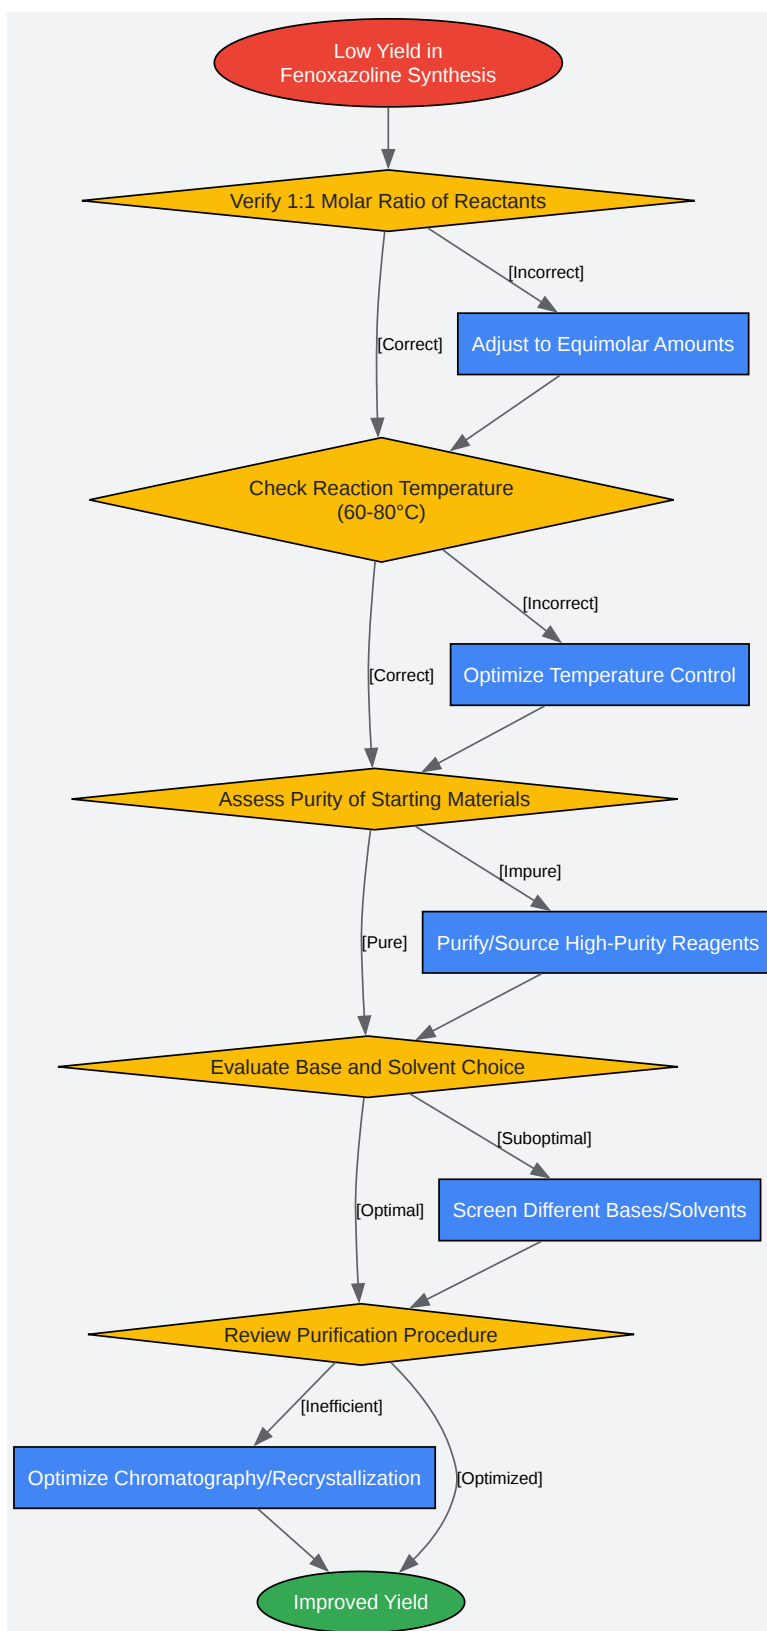 Low Yield in
Fenoxazoline Synthesis
Verify 1:1 Molar Ratio of Reactants
[Incorrect]
[Correct]
Adjust to Equimolar Amounts
Check Reaction Temperature
(60-80°C)
[Incorrect]
[Correct]
Optimize Temperature Control
Assess Purity of Starting Materials
[Impure]
[Pure]
Purify/Source High-Purity Reagents
Evaluate Base and Solvent Choice
[Suboptimal]
[Optimal]
Screen Different Bases/Solvents
Review Purification Procedure
[Inefficient]
Optimize Chromatography/Recrystallization
[Optimized]
Improved Yield